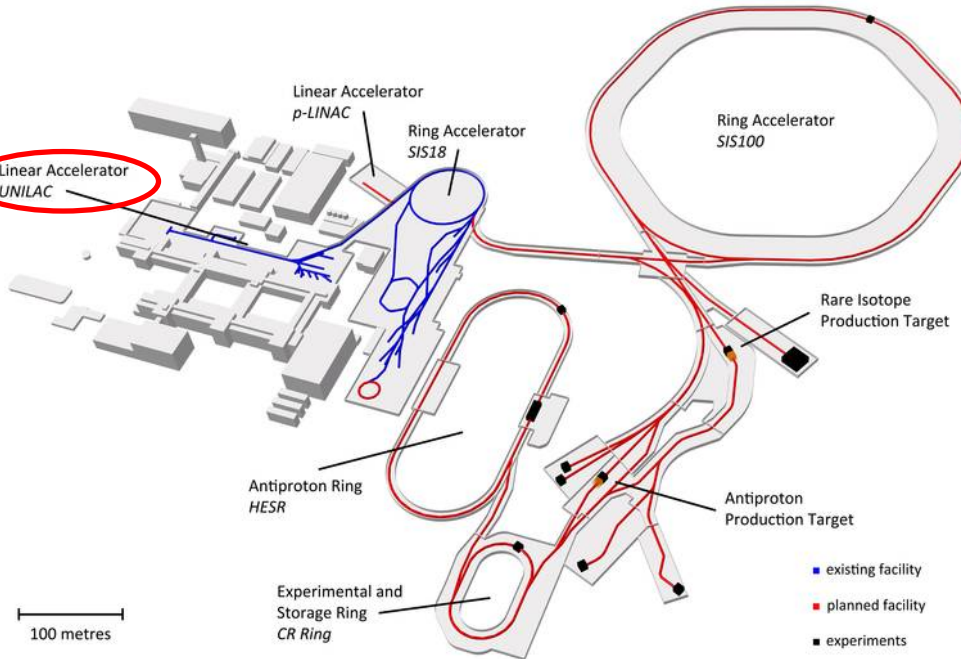 Linear Accelerator
p-LINAC
Ring Accelerator
SIS18
Ring Accelerator
SIS100
Linear Accelerator
UNILAC
Rare Isotope
Production Target
Antiproton Ring
HESR
Antiproton
Production Target
Experimental and
Storage Ring
CR Ring
existing facility
planned facility
experiments
100 metres